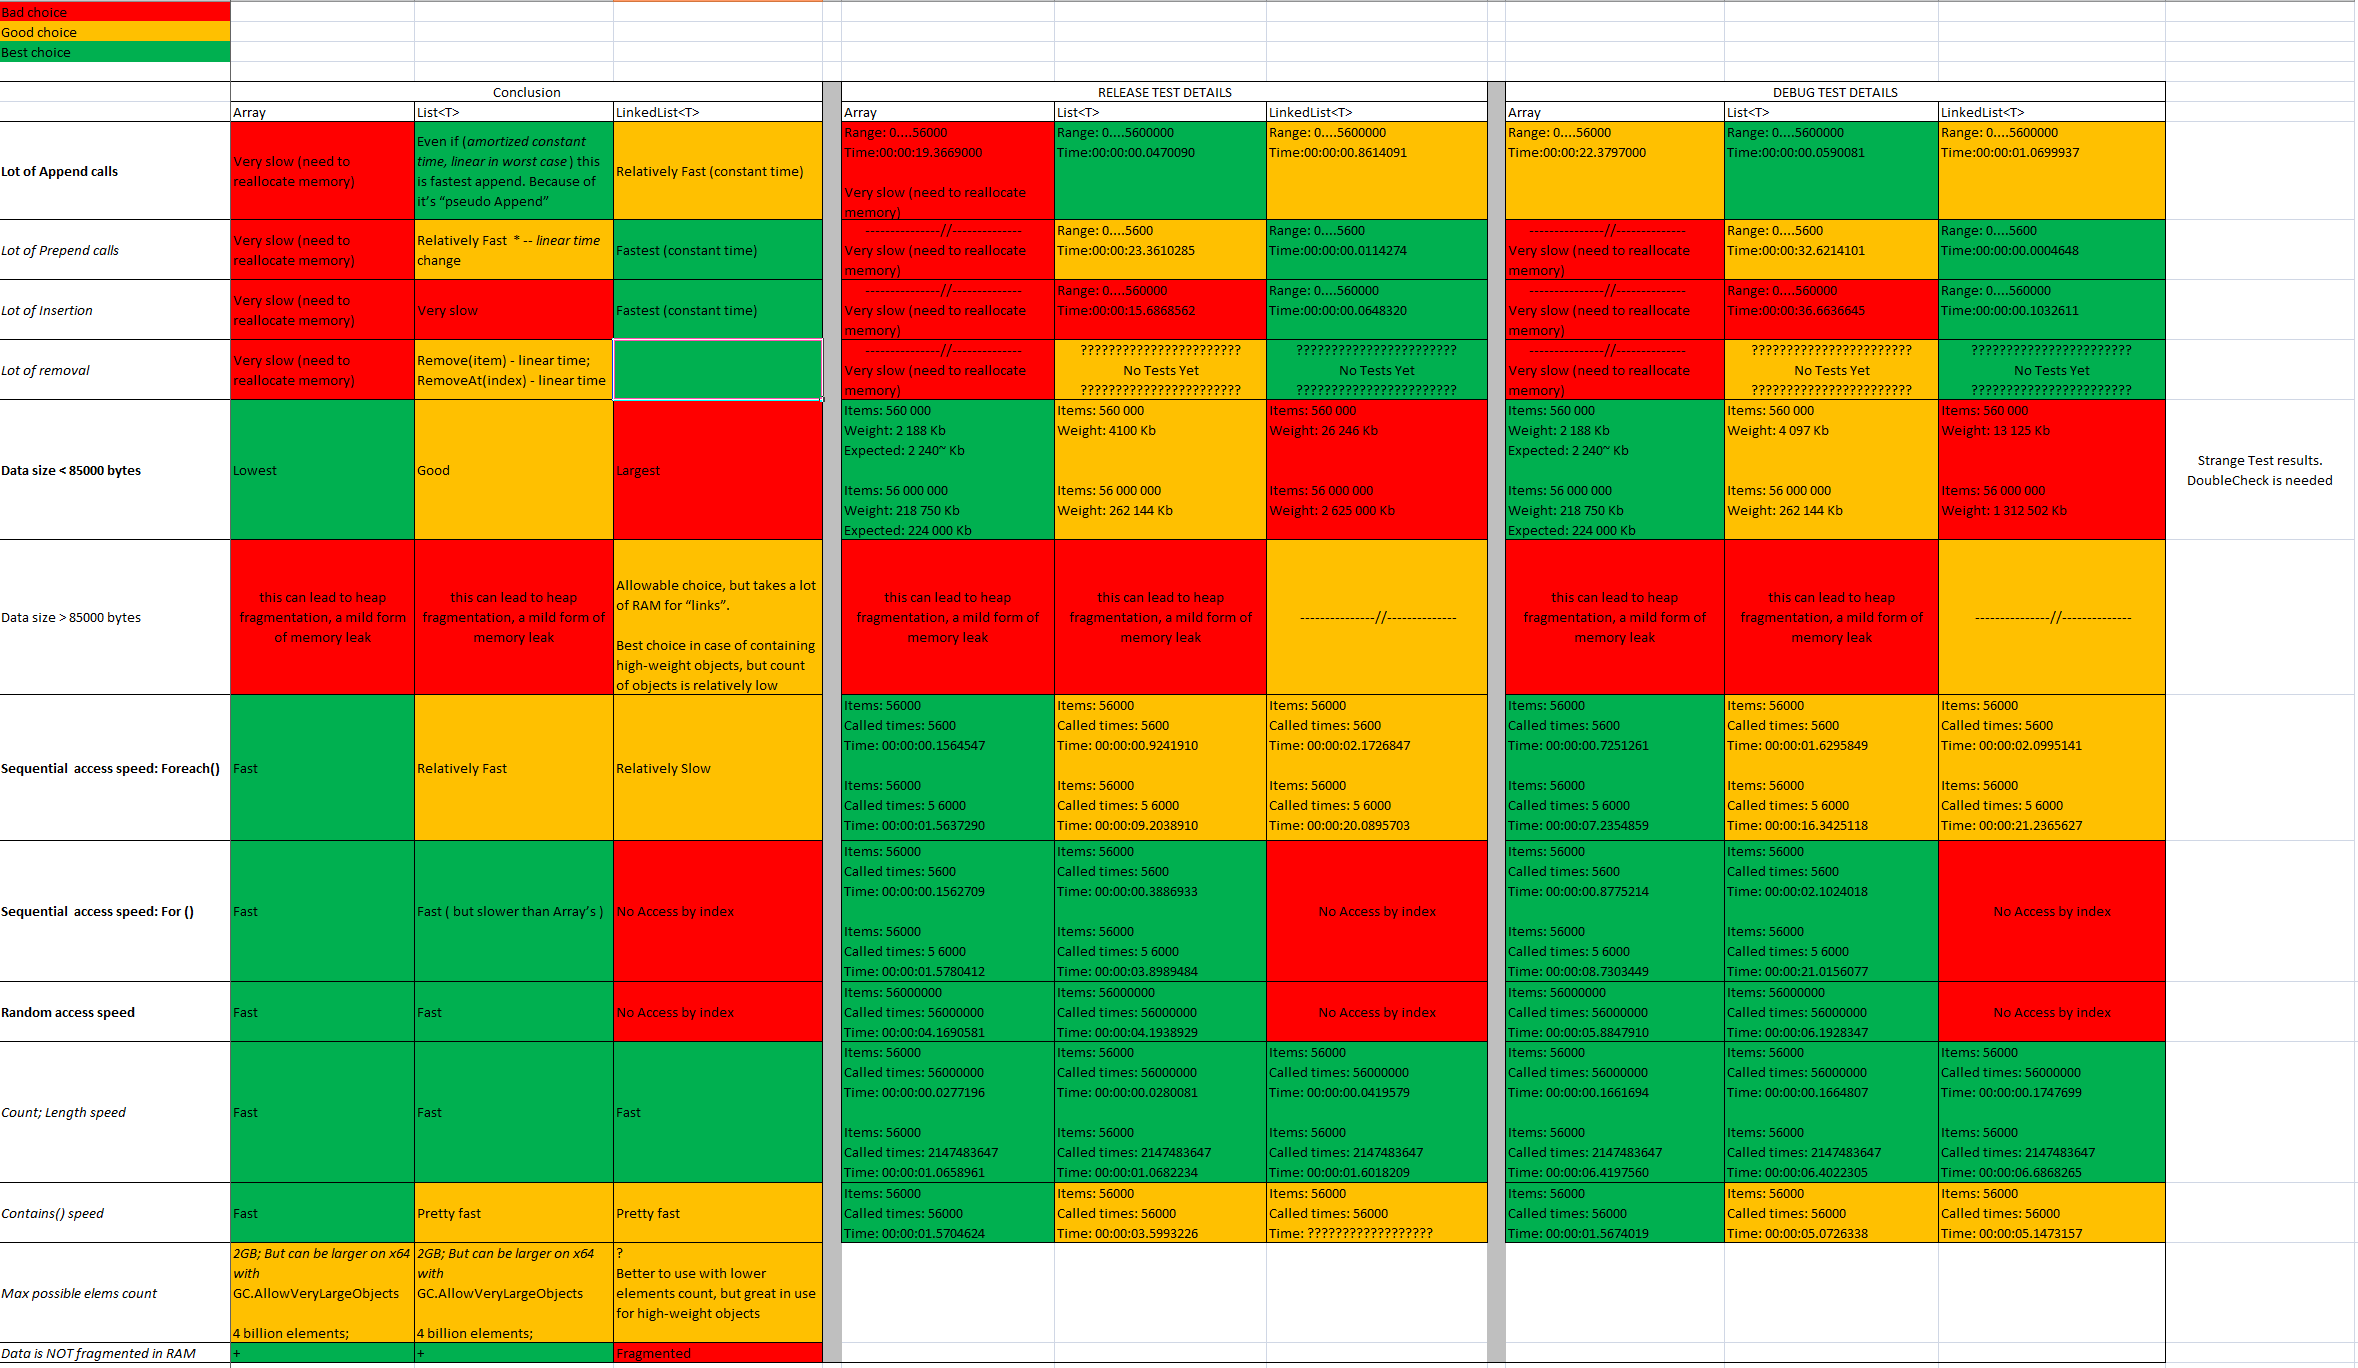 Bad choice
Good choice
Best choice
Conclusion
RELEASE TEST DETAILS
DEBUG TEST DETAILS
Array
List<T>
LinkedList<T>
Array
List<T>
LinkedList<T>
Array
List<T>
LinkedList<T>
Lot of Append calls
Very slow (need to
reallocate memory)
Even if (amortized constant
time, linear in worst case) this
is fastest append. Because of
it's “pseudo Append”
Relatively Fast (constant time)
Range: 0....56000
Time:00:00:19.3669000
Very slow (need to reallocate
memory)
Range: 0....5600000
Time:00:00:00.0470090
Range: 0....5600000
Time:00:00:00.8614091
Range: 0....56000
Time:00:00:22.3797000
Range: 0....5600000
Time:00:00:00.0590081
Range: 0....5600000
Time:00:00:01.0699937
Lot of Prepend calls
Very slow (need to
reallocate memory)
Relatively Fast * -- linear time
change
Fastest (constant time)
---------------//--------------
Very slow (need to reallocate
memory)
Range: 0....5600
Time:00:00:23.3610285
Range: 0....5600
Time:00:00:00.0114274
---------------//--------------
Very slow (need to reallocate
memory)
Range: 0....5600
Time:00:00:32.6214101
Range: 0....5600
Time:00:00:00.0004648
Lot of Insertion
Very slow (need to
reallocate memory)
Very slow
Fastest (constant time)
---------------//--------------
Very slow (need to reallocate
memory)
Range: 0....560000
Time:00:00:15.6868562
Range: 0....560000
Time:00:00:00.0648320
---------------//--------------
Very slow (need to reallocate
memory)
Range: 0....560000
Time:00:00:36.6636645
Range: 0....560000
Time:00:00:00.1032611
Lot of removal
Very slow (need to
reallocate memory)
Remove(item) - linear time;
RemoveAt(index) - linear time
---------------//--------------
Very slow (need to reallocate
memory)
???????????????????????
No Tests Yet
???????????????????????
???????????????????????
No Tests Yet
???????????????????????
---------------//--------------
Very slow (need to reallocate
memory)
???????????????????????
No Tests Yet
???????????????????????
???????????????????????
No Tests Yet
???????????????????????
Data size < 85000 bytes
Lowest
Good
Largest
Items: 560 000
Weight: 2 188 Kb
Expected: 2 240~ Kb
Items: 56 000 000
Weight: 218 750 Kb
Expected: 224 000 Kb
Items: 560 000
Weight: 4100 Kb
Items: 56 000 000
Weight: 262 144 Kb
Items: 560 000
Weight: 26 246 Kb
Items: 56 000 000
Weight: 2 625 000 Kb
Items: 560 000
Weight: 2 188 Kb
Expected: 2 240~ Kb
Items: 56 000 000
Weight: 218 750 Kb
Expected: 224 000 Kb
Items: 560 000
Weight: 4 097 Kb
Items: 56 000 000
Weight: 262 144 Kb
Items: 560 000
Weight: 13 125 Kb
Items: 56 000 000
Weight: 1 312 502 Kb
Strange Test results.
DoubleCheck is needed
Data size > 85000 bytes
this can lead to heap
fragmentation, a mild form
of memory leak
this can lead to heap
fragmentation, a mild form of
memory leak
Allowable choice, but takes a lot
of RAM for “links”.
Best choice in case of containing
high-weight objects, but count
of objects is relatively low
this can lead to heap
fragmentation, a mild form of
memory leak
this can lead to heap
fragmentation, a mild form of
memory leak
---------------//--------------
this can lead to heap
fragmentation, a mild form of
memory leak
this can lead to heap
fragmentation, a mild form of
memory leak
---------------//--------------
Sequential access speed: Foreach()
Fast
Relatively Fast
Relatively Slow
Items: 56000
Called times: 5600
Time: 00:00:00.1564547
Items: 56000
Called times: 5 6000
Time: 00:00:01.5637290
Items: 56000
Called times: 5600
Time: 00:00:00.9241910
Items: 56000
Called times: 5 6000
Time: 00:00:09.2038910
Items: 56000
Called times: 5600
Time: 00:00:02.1726847
Items: 56000
Called times: 5 6000
Time: 00:00:20.0895703
Items: 56000
Called times: 5600
Time: 00:00:00.7251261
Items: 56000
Called times: 5 6000
Time: 00:00:07.2354859
Items: 56000
Called times: 5600
Time: 00:00:01.6295849
Items: 56000
Called times: 5 6000
Time: 00:00:16.3425118
Items: 56000
Called times: 5600
Time: 00:00:02.0995141
Items: 56000
Called times: 5 6000
Time: 00:00:21.2365627
Sequential access speed: For ()
Fast
Fast ( but slower than Array's )
No Access by index
Items: 56000
Called times: 5600
Time: 00:00:00.1562709
Items: 56000
Called times: 5 6000
Time: 00:00:01.5780412
Items: 56000
Called times: 5600
Time: 00:00:00.3886933
Items: 56000
Called times: 5 6000
Time: 00:00:03.8989484
No Access by index
Items: 56000
Called times: 5600
Time: 00:00:00.8775214
Items: 56000
Called times: 5 6000
Time: 00:00:08.7303449
Items: 56000
Called times: 5600
Time: 00:00:02.1024018
Items: 56000
Called times: 5 6000
Time: 00:00:21.0156077
No Access by index
Random access speed
Fast
Fast
No Access by index
Items: 56000000
Called times: 56000000
Time: 00:00:04.1690581
Items: 56000000
Called times: 56000000
Time: 00:00:04.1938929
No Access by index
Items: 56000000
Called times: 56000000
Time: 00:00:05.8847910
Items: 56000000
Called times: 56000000
Time: 00:00:06.1928347
No Access by index
Count; Length speed
Fast
Fast
Fast
Items: 56000
Called times: 56000000
Time: 00:00:00.0277196
Items: 56000
Called times: 2147483647
Time: 00:00:01.0658961
Items: 56000
Called times: 56000000
Time: 00:00:00.0280081
Items: 56000
Called times: 2147483647
Time: 00:00:01.0682234
Items: 56000
Called times: 56000000
Time: 00:00:00.0419579
Items: 56000
Called times: 2147483647
Time: 00:00:01.6018209
Items: 56000
Called times: 56000000
Time: 00:00:00.1661694
Items: 56000
Called times: 2147483647
Time: 00:00:06.4197560
Items: 56000
Called times: 56000000
Time: 00:00:00.1664807
Items: 56000
Called times: 2147483647
Time: 00:00:06.4022305
Items: 56000
Called times: 56000000
Time: 00:00:00.1747699
Items: 56000
Called times: 2147483647
Time: 00:00:06.6868265
Contains() speed
Fast
Pretty fast
Pretty fast
Items: 56000
Called times: 56000
Time: 00:00:01.5704624
Items: 56000
Called times: 56000
Time: 00:00:03.5993226
Items: 56000
Called times: 56000
Time: ??????????????????
Items: 56000
Called times: 56000
Time: 00:00:01.5674019
Items: 56000
Called times: 56000
Time: 00:00:05.0726338
Items: 56000
Called times: 56000
Time: 00:00:05.1473157
Max possible elems count
2GB; But can be larger on x64
with
GC.AllowVeryLargeObjects
4 billion elements;
2GB; But can be larger on x64
with
GC.AllowVeryLargeObjects
4 billion elements;
?
Better to use with lower
elements count, but great in use
for high-weight objects
Data is NOT fragmented in RAM
+
+
Fragmented